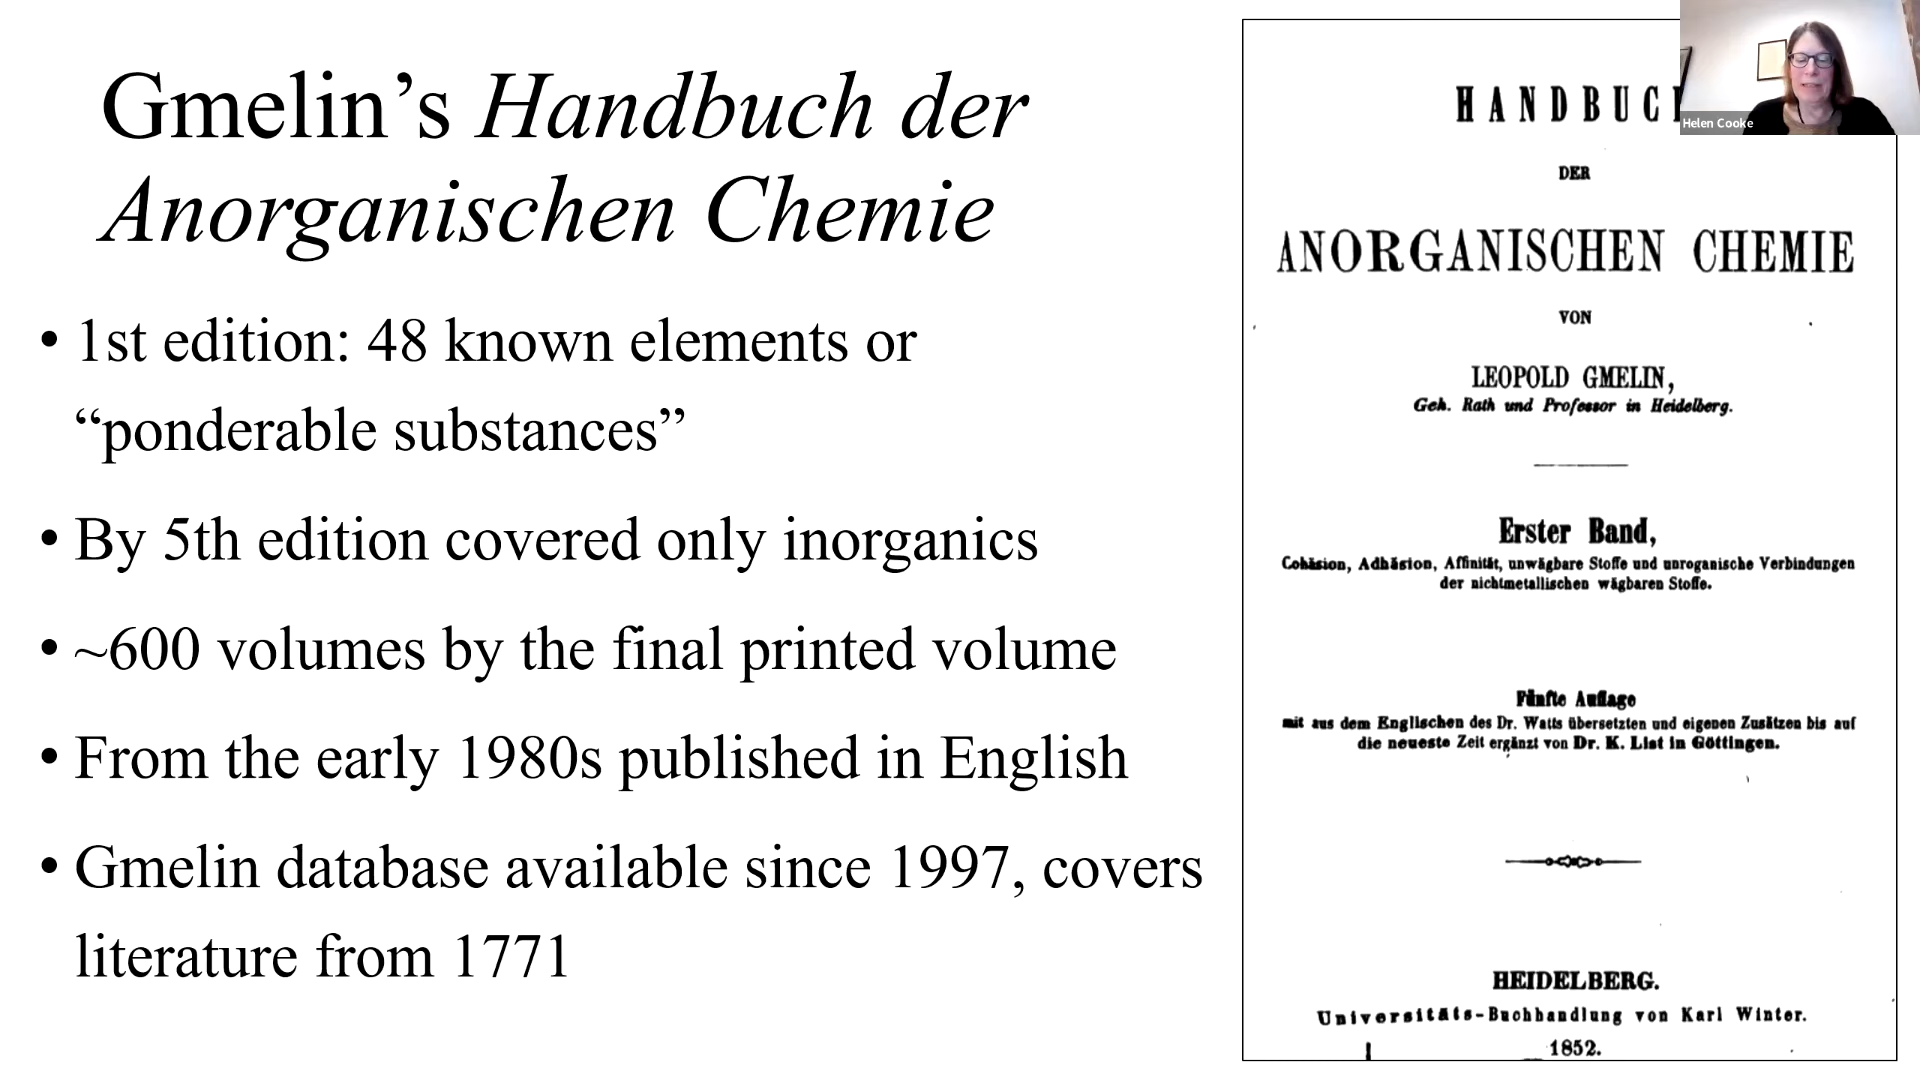 Gmelin’s Handbuch der
Anorganischen Chemie
• 1st edition: 48 known elements or
“ponderable substances”
• By 5th edition covered only inorganics
• ~600 volumes by the final printed volume
• From the early 1980s published in English
• Gmelin database available since 1997, covers
literature from 1771
HANDBUC
DER
ANORGANISCHEN CHEMIE
VON
LEOPOLD GMELIN,
Geh. Rath und Professor in Heidelberg.
Erster Band,
Cohäsion, Adhäsion, Affinität, unwägbare Stoffe und unroganische Verbindungen
der nichtmetallischen wägbaren Stoffe.
Fünfte Auflage
mit aus dem Englischen des Dr. Watts übersetzten und eigenen Zusätzen bis auf
die neueste Zeit ergänzt von Dr. K. List in Göttingen.
HEIDELBERG.
Universitäts-Buchhandlung von Karl Winter.
1852.
Helen Cooke